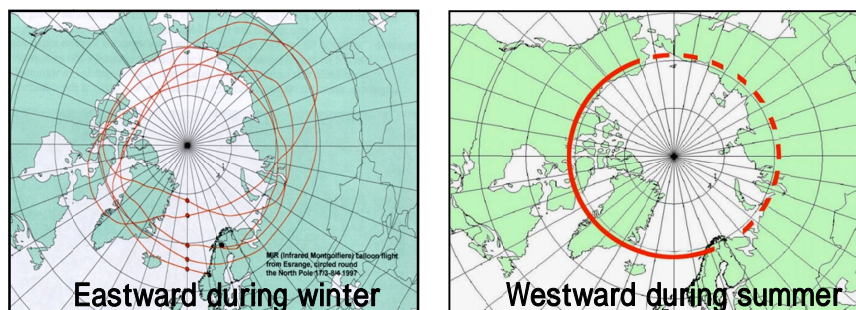 MIR (Infrared Montgolfiere) balloon flight
from Esrange, circled round
the North Pole 17/3-8/4 1997
Eastward during winter
Westward during summer